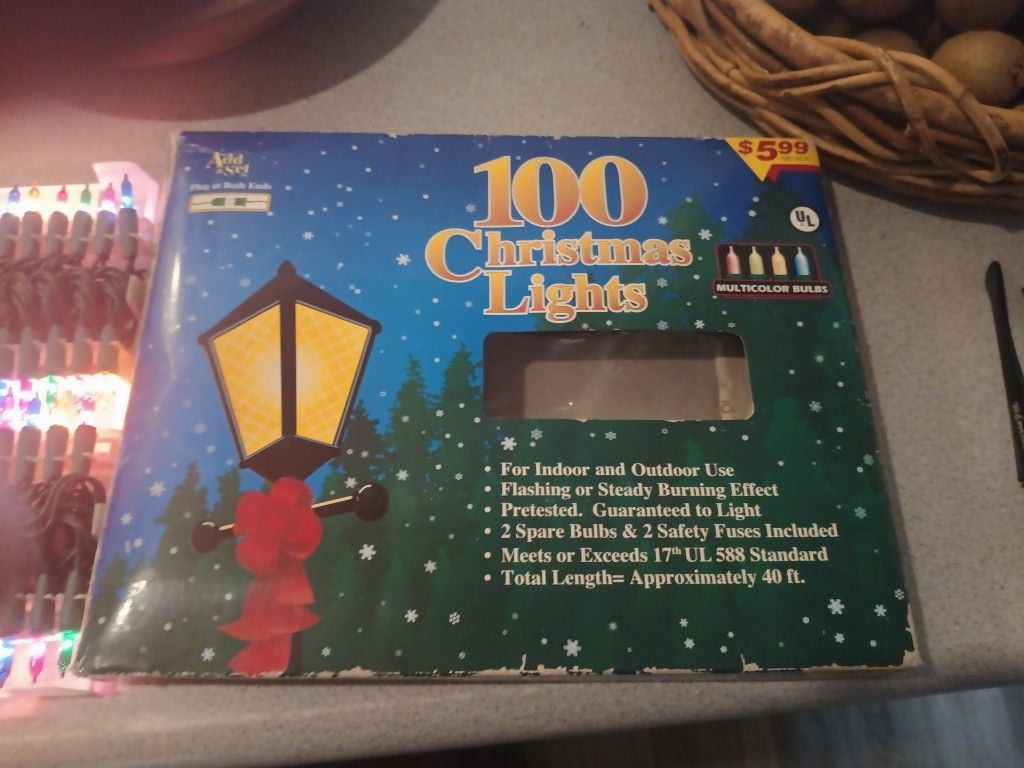 Add
a Set
Plug at Both Ends
$5.99
100
Christmas
Lights
UL
MULTICOLOR BULBS
• For Indoor and Outdoor Use
• Flashing or Steady Burning Effect
• Pretested. Guaranteed to Light
• 2 Spare Bulbs & 2 Safety Fuses Included
• Meets or Exceeds 17th UL 588 Standard
• Total Length= Approximately 40 ft.